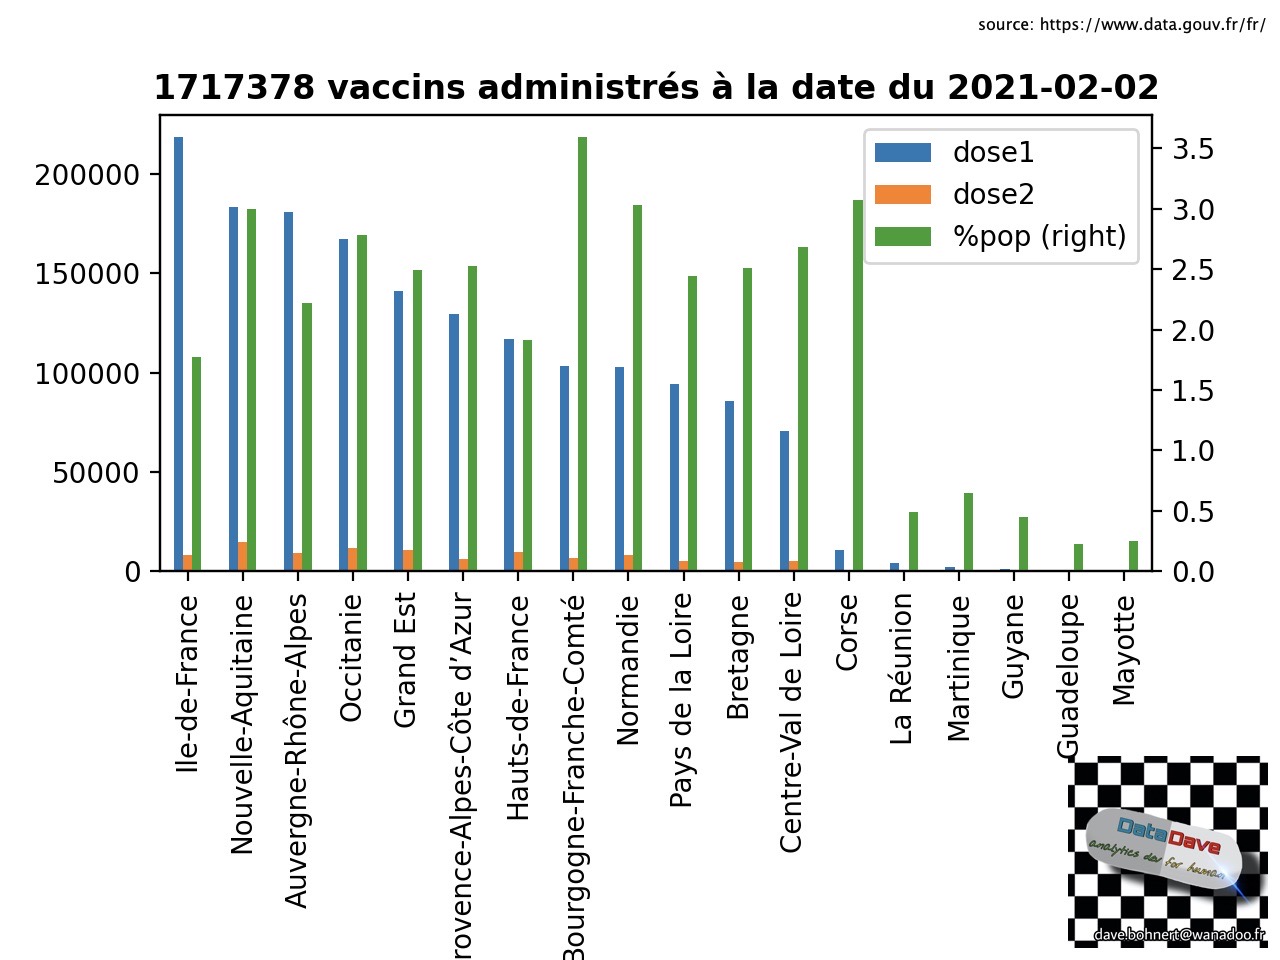 source: https://www.data.gouv.fr/fr/
1717378 vaccins administrés à la date du 2021-02-02
dose1
dose2
%pop (right)
200000
150000
100000
50000
0
3.5
3.0
2.5
2.0
1.5
1.0
0.5
0.0
Ile-de-France
Nouvelle-Aquitaine
Auvergne-Rhône-Alpes
Occitanie
Grand Est
rovence-Alpes-Côte d’Azur
Hauts-de-France
Bourgogne-Franche-Comté
Normandie
Pays de la Loire
Bretagne
Centre-Val de Loire
Corse
La Réunion
Martinique
Guyane
Guadeloupe
Mayotte
DataDave
analytics dev for human
dave.bohnert@wanadoo.fr